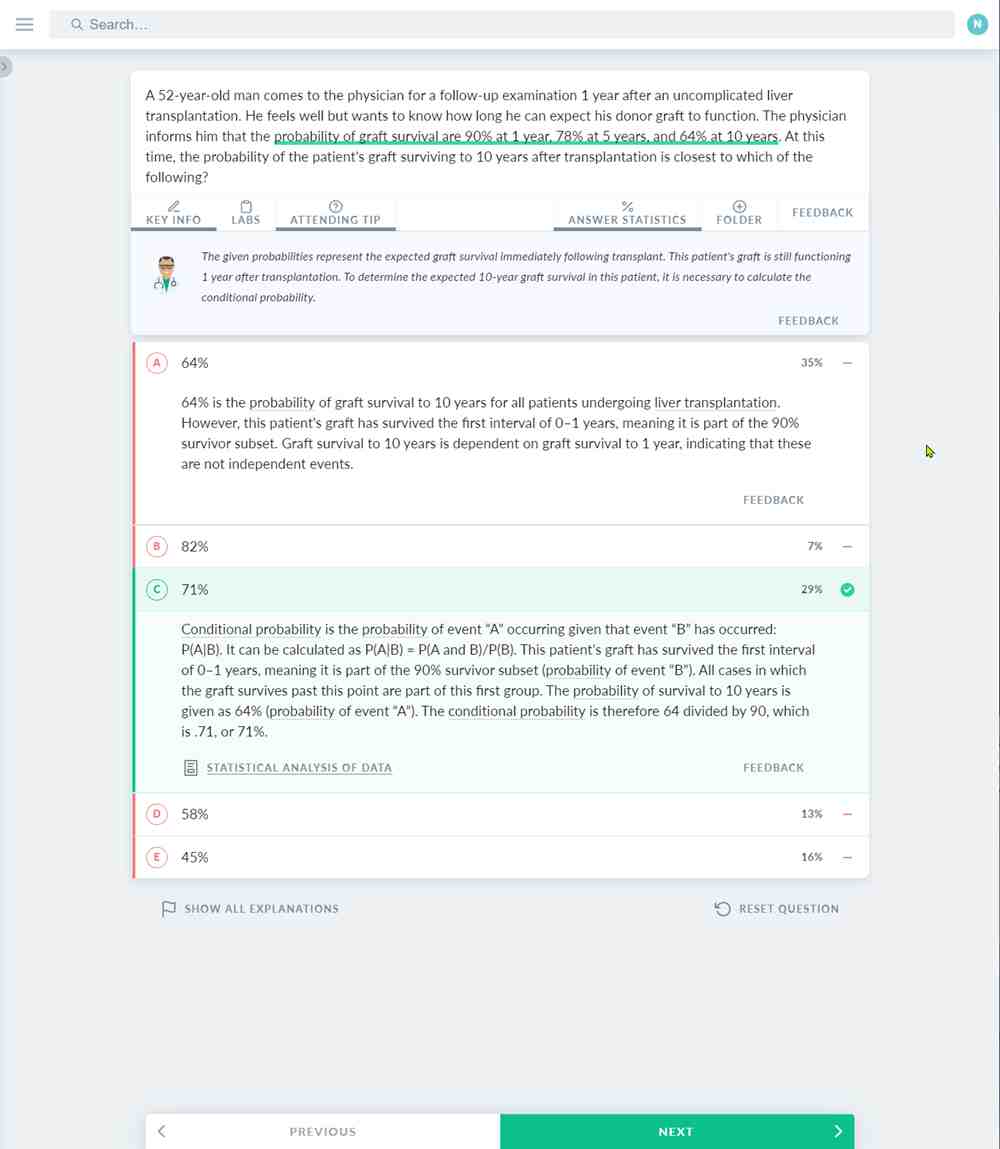 Search...
N
A 52-year-old man comes to the physician for a follow-up examination 1 year after an uncomplicated liver
transplantation. He feels well but wants to know how long he can expect his donor graft to function. The physician
informs him that the probability of graft survival are 90% at 1 year, 78% at 5 years, and 64% at 10 years. At this
time, the probability of the patient's graft surviving to 10 years after transplantation is closest to which of the
following?
KEY INFO
LABS
ATTENDING TIP
ANSWER STATISTICS
FOLDER
FEEDBACK
The given probabilities represent the expected graft survival immediately following transplant. This patient's graft is still functioning
1 year after transplantation. To determine the expected 10-year graft survival in this patient, it is necessary to calculate the
conditional probability.
FEEDBACK
A 64% 35%
64% is the probability of graft survival to 10 years for all patients undergoing liver transplantation.
However, this patient's graft has survived the first interval of 0–1 years, meaning it is part of the 90%
survivor subset. Graft survival to 10 years is dependent on graft survival to 1 year, indicating that these
are not independent events.
FEEDBACK
B 82% 7%
C 71% 29%
Conditional probability is the probability of event "A" occurring given that event "B" has occurred:
P(A|B). It can be calculated as P(A|B) = P(A and B)/P(B). This patient's graft has survived the first interval
of 0–1 years, meaning it is part of the 90% survivor subset (probability of event "B"). All cases in which
the graft survives past this point are part of this first group. The probability of survival to 10 years is
given as 64% (probability of event "A"). The conditional probability is therefore 64 divided by 90, which
is .71, or 71%.
STATISTICAL ANALYSIS OF DATA
FEEDBACK
D 58% 13%
E 45% 16%
SHOW ALL EXPLANATIONS
RESET QUESTION
PREVIOUS
NEXT